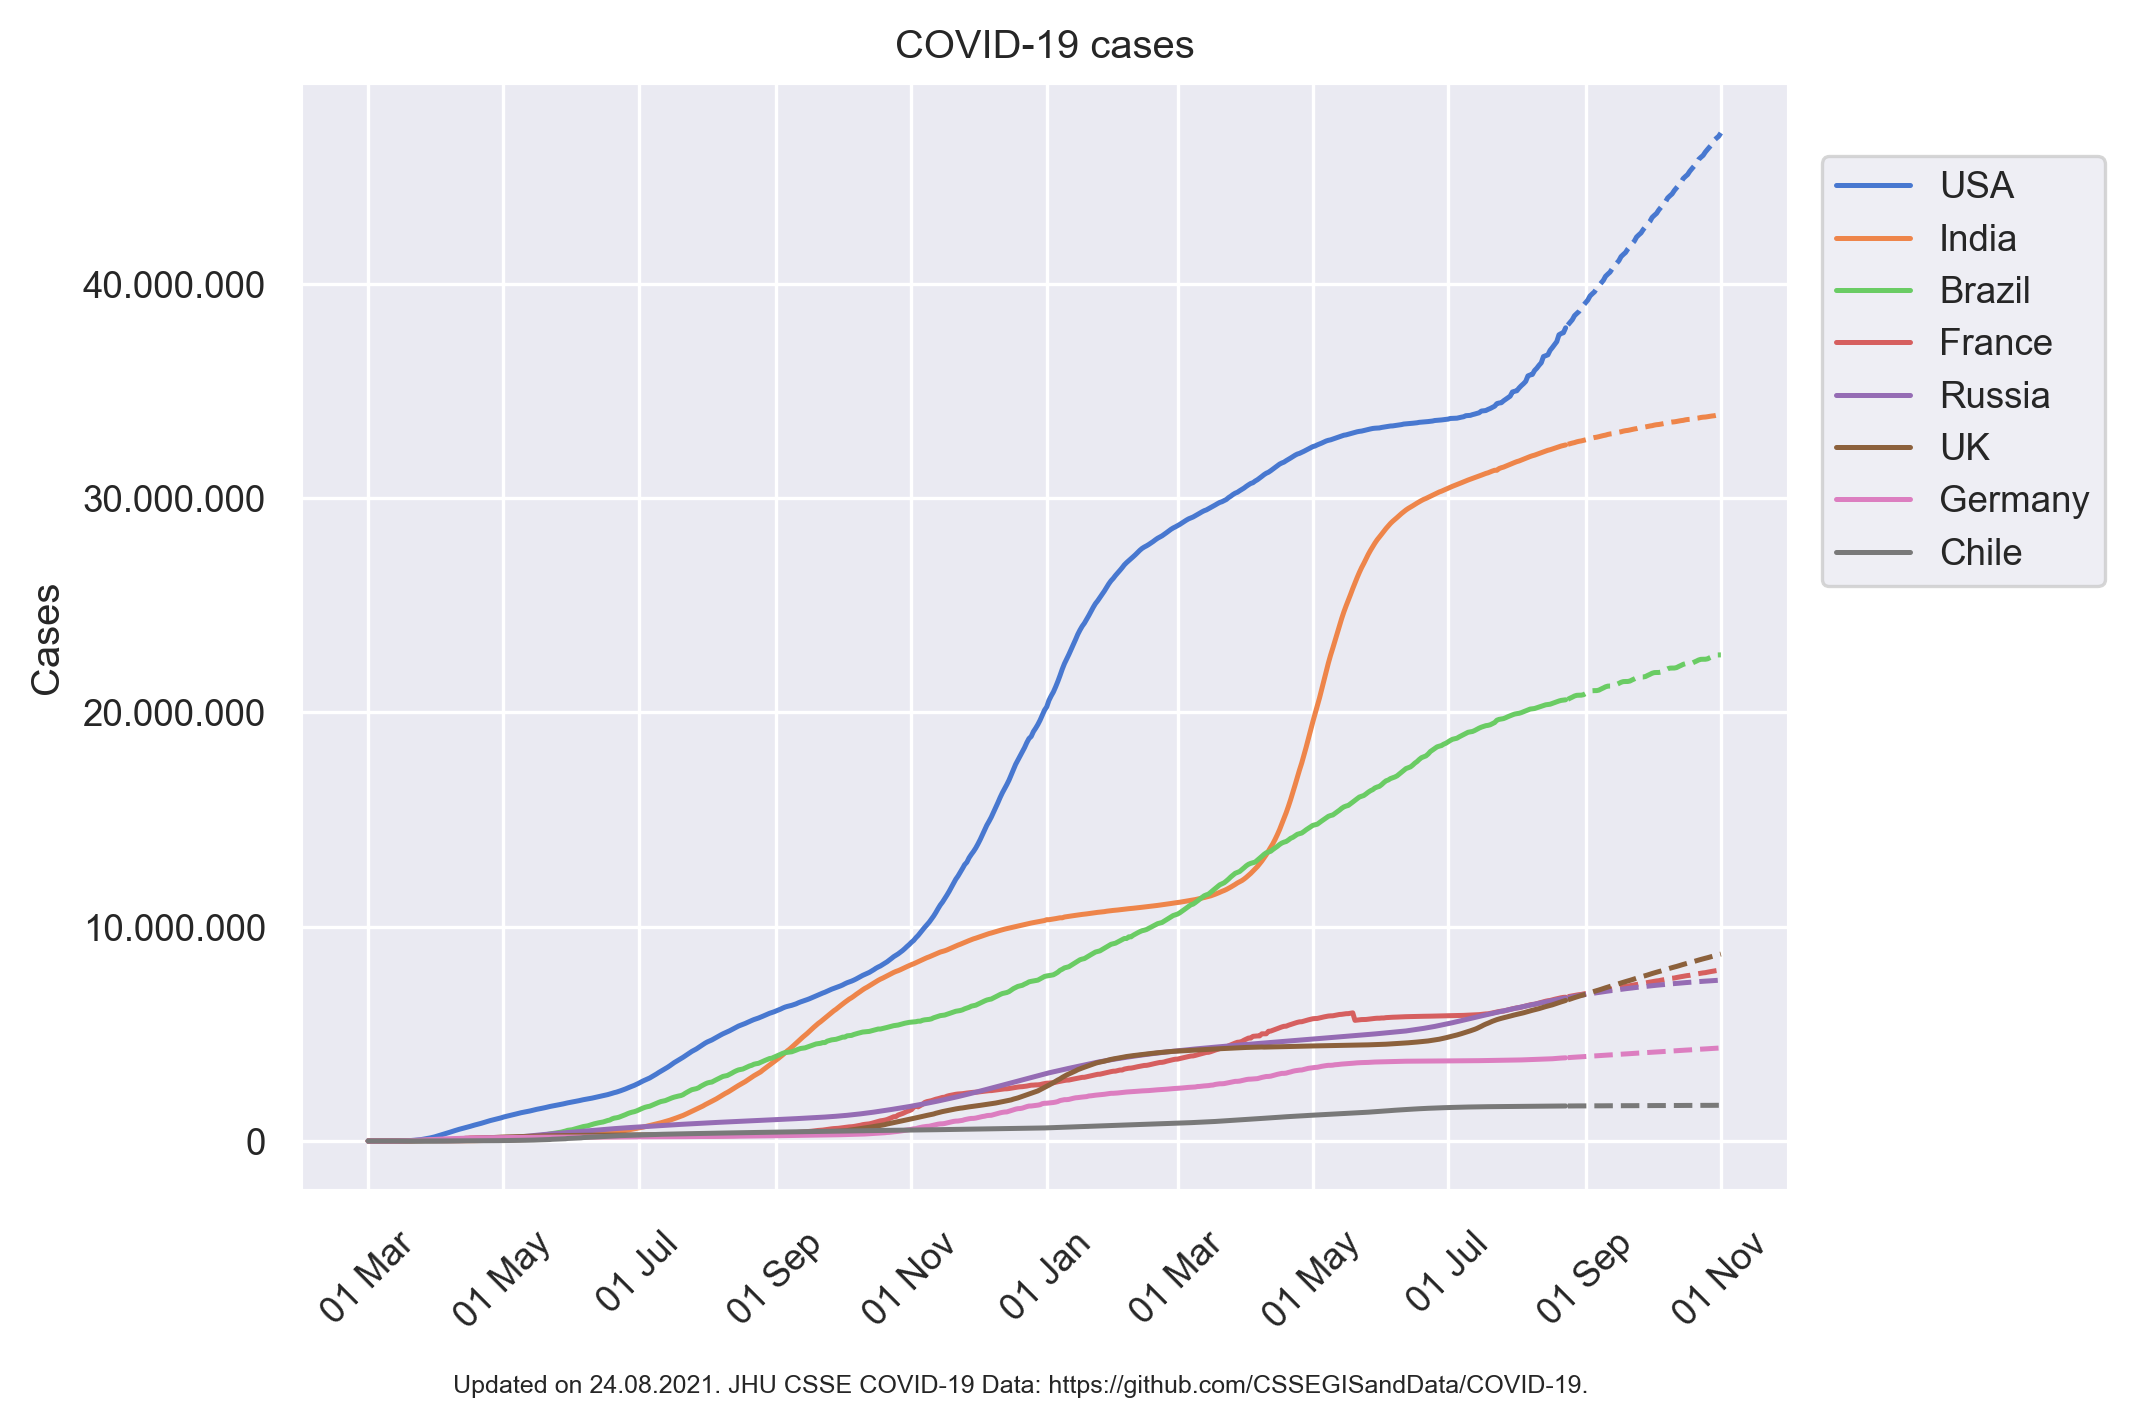 COVID-19 cases
40.000.000
30.000.000
20.000.000
10.000.000
0
Cases
01 Mar
01 May
01 Jul
01 Sep
01 Nov
01 Jan
01 Mar
01 May
01 Jul
01 Sep
01 Nov
USA
India
Brazil
France
Russia
UK
Germany
Chile
Updated on 24.08.2021. JHU CSSE COVID-19 Data: https://github.com/CSSEGISandData/COVID-19.